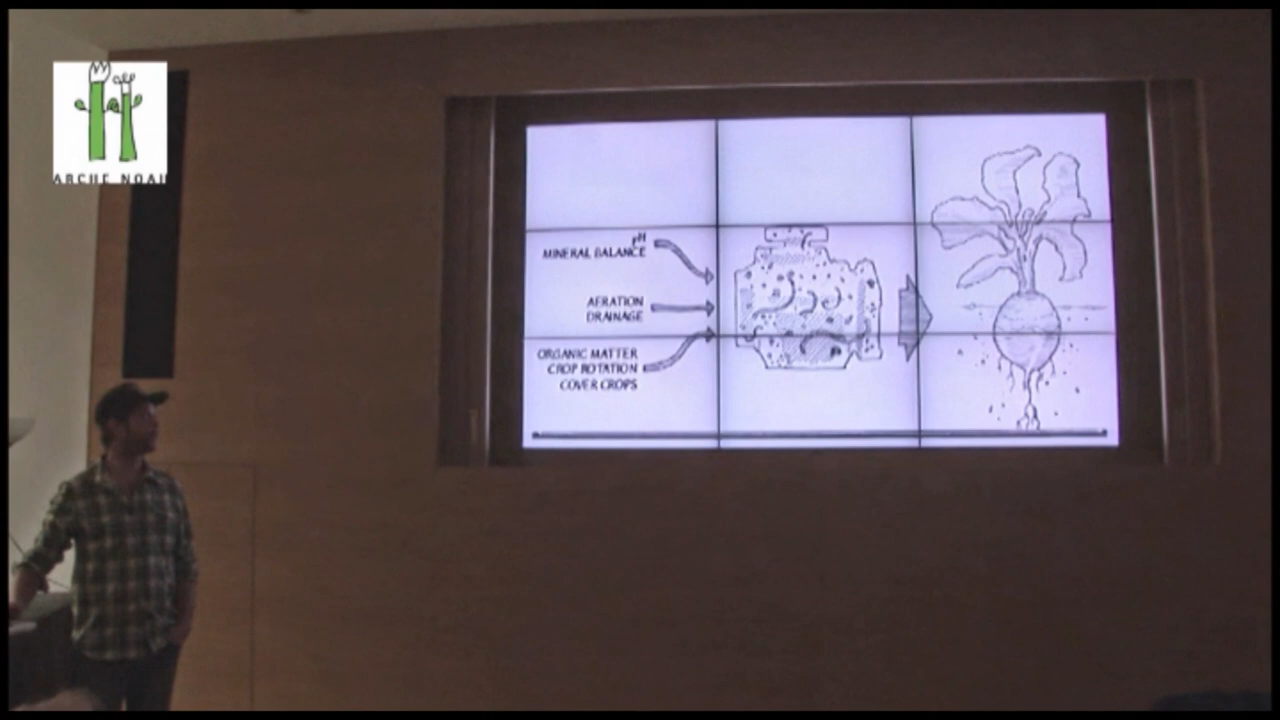 ARCHE NOAH
pH
MINERAL BALANCE
AERATION
DRAINAGE
ORGANIC MATTER
CROP ROTATION
COVER CROPS